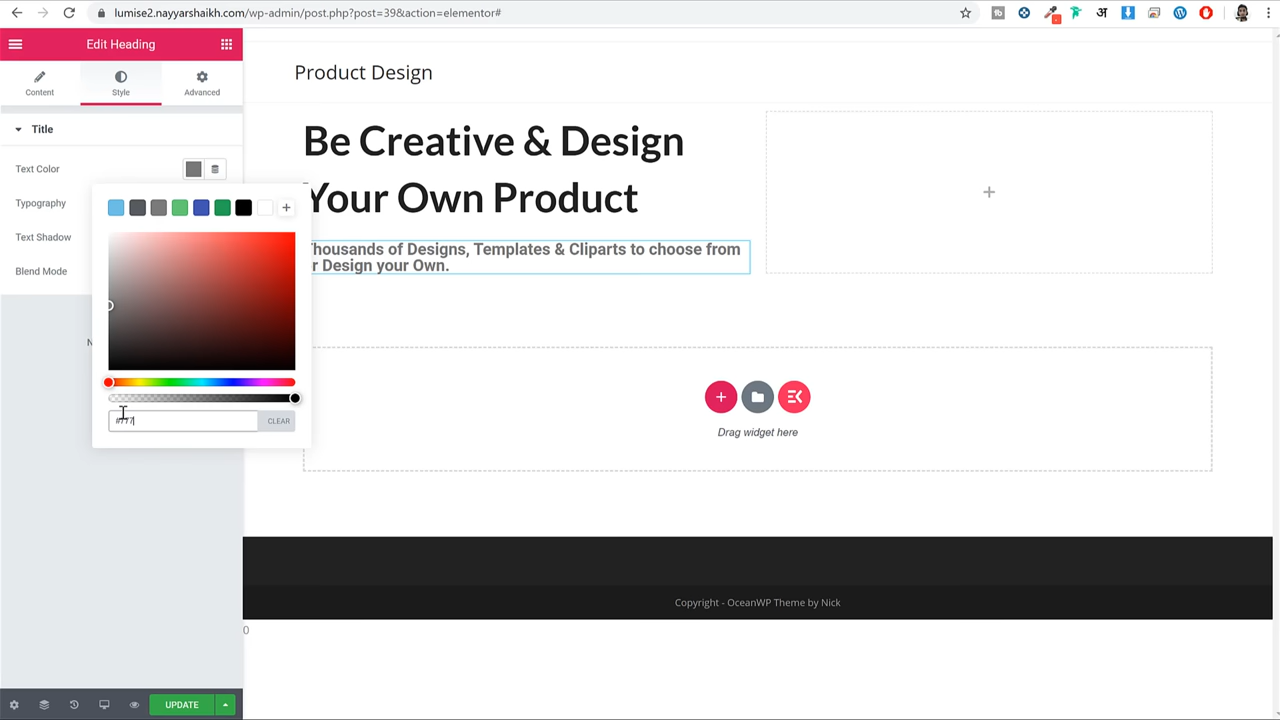 lumise2.nayyarshaikh.com/wp-admin/post.php?post=39&action=elementor#
अ
Edit Heading
Product Design
Content
Style
Advanced
Title
Be Creative & Design
Your Own Product
Text Color
Typography
Text Shadow
Blend Mode
Thousands of Designs, Templates & Cliparts to choose from
r Design your Own.
N
#777
CLEAR
Drag widget here
Copyright - OceanWP Theme by Nick
0
UPDATE